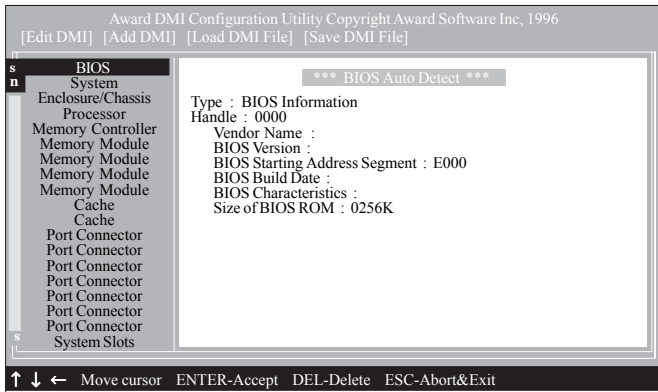 Award DMI Configuration Utility Copyright Award Software Inc, 1996
[Edit DMI] [Add DMI] [Load DMI File] [Save DMI File]
s
n
BIOS
System
Enclosure/Chassis
Processor
Memory Controller
Memory Module
Memory Module
Memory Module
Memory Module
Cache
Cache
Port Connector
Port Connector
Port Connector
Port Connector
Port Connector
Port Connector
Port Connector
System Slots
s
*** BIOS Auto Detect ***
Type : BIOS Information
Handle : 0000
Vendor Name :
BIOS Version :
BIOS Starting Address Segment : E000
BIOS Build Date :
BIOS Characteristics :
Size of BIOS ROM : 0256K
↑ ↓ ← Move cursor ENTER-Accept DEL-Delete ESC-Abort&Exit